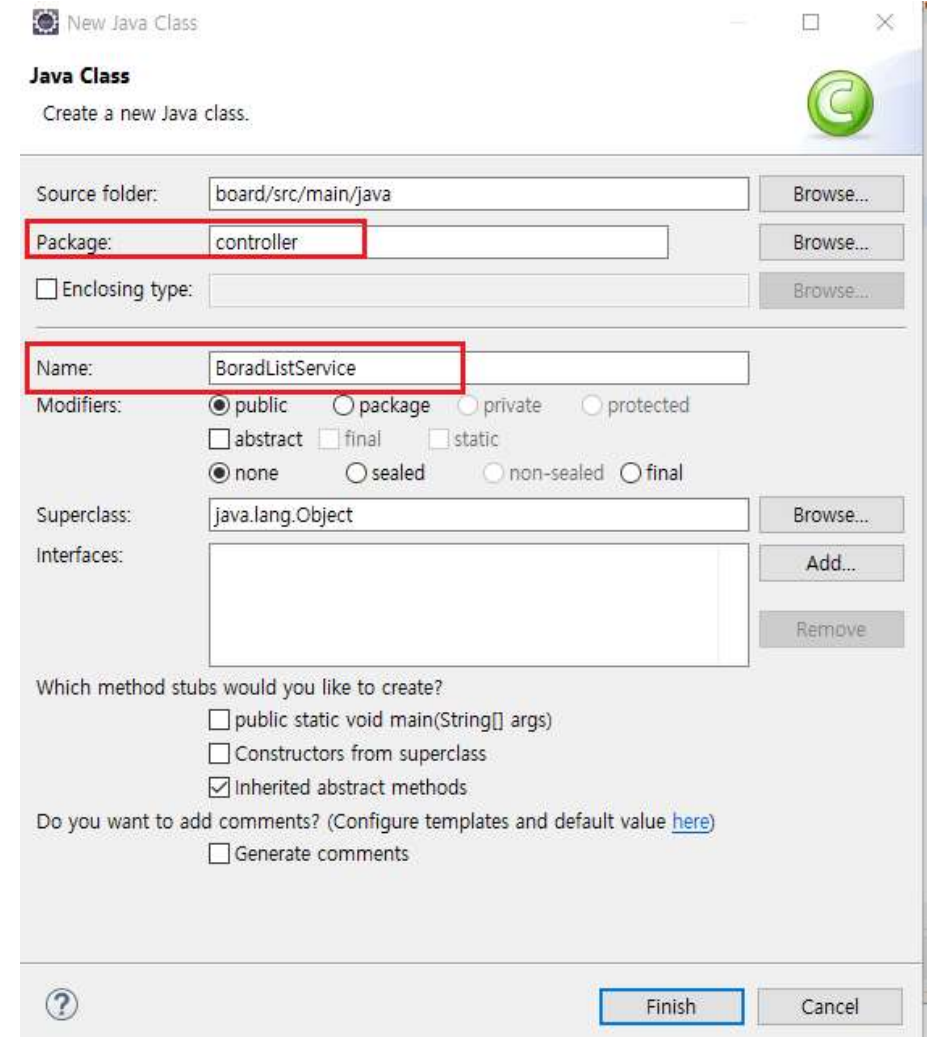 New Java Class
Java Class
Create a new Java class.
Source folder: board/src/main/java Browse...
Package: controller Browse...
Enclosing type: Browse...
Name: BoradListService
Modifiers: public package private protected
abstract final static
none sealed non-sealed final
Superclass: java.lang.Object Browse...
Interfaces: Add...
Remove
Which method stubs would you like to create?
public static void main(String[] args)
Constructors from superclass
Inherited abstract methods
Do you want to add comments? (Configure templates and default value here)
Generate comments
Finish Cancel